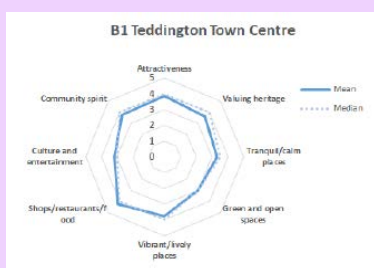 B1 Teddington Town Centre
Attractiveness
5
4
3
2
1
0
Community spirit
Valuing heritage
Mean
Median
Culture and
entertainment
Tranquil/calm
places
Shops/restaurants/f
ood
Green and open
spaces
Vibrant/lively
places